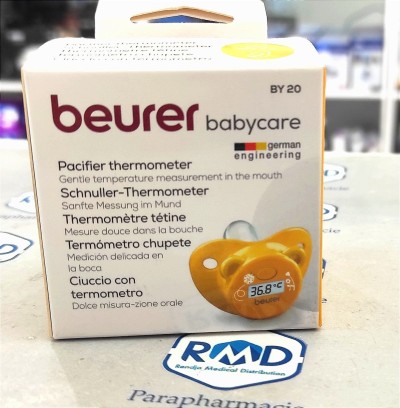 BY 20
beurer babycare
german
engineering
Pacifier thermometer
Gentle temperature measurement in the mouth
Schnuller-Thermometer
Sanfte Messung im Mund
Thermomètre tétine
Mesure douce dans la bouche
Termómetro chupete
Medición delicada en
la boca
Ciuccio con
termometro
Dolce misura-zione orale
36.8°C
beurer
RMD
Randja Medical Distribution
Parapharmacie